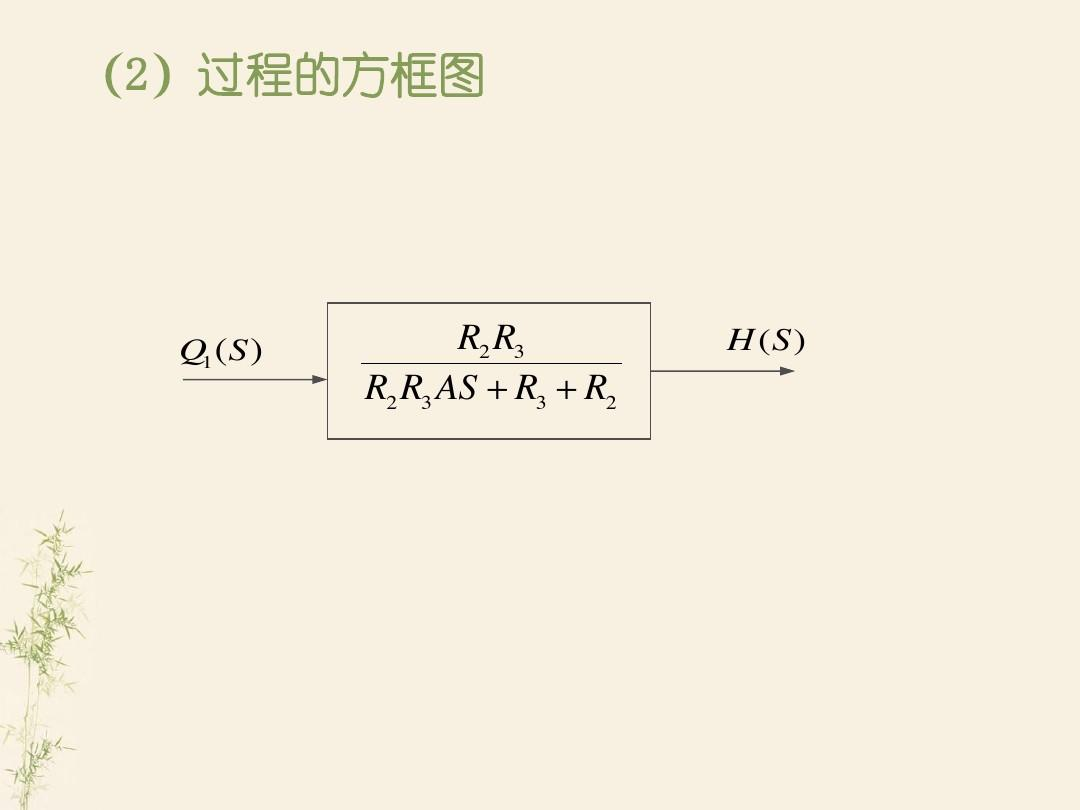 （2）过程的方框图
Q₁(S)
R₂R₃
R₂R₃AS + R₃ + R₂
H(S)